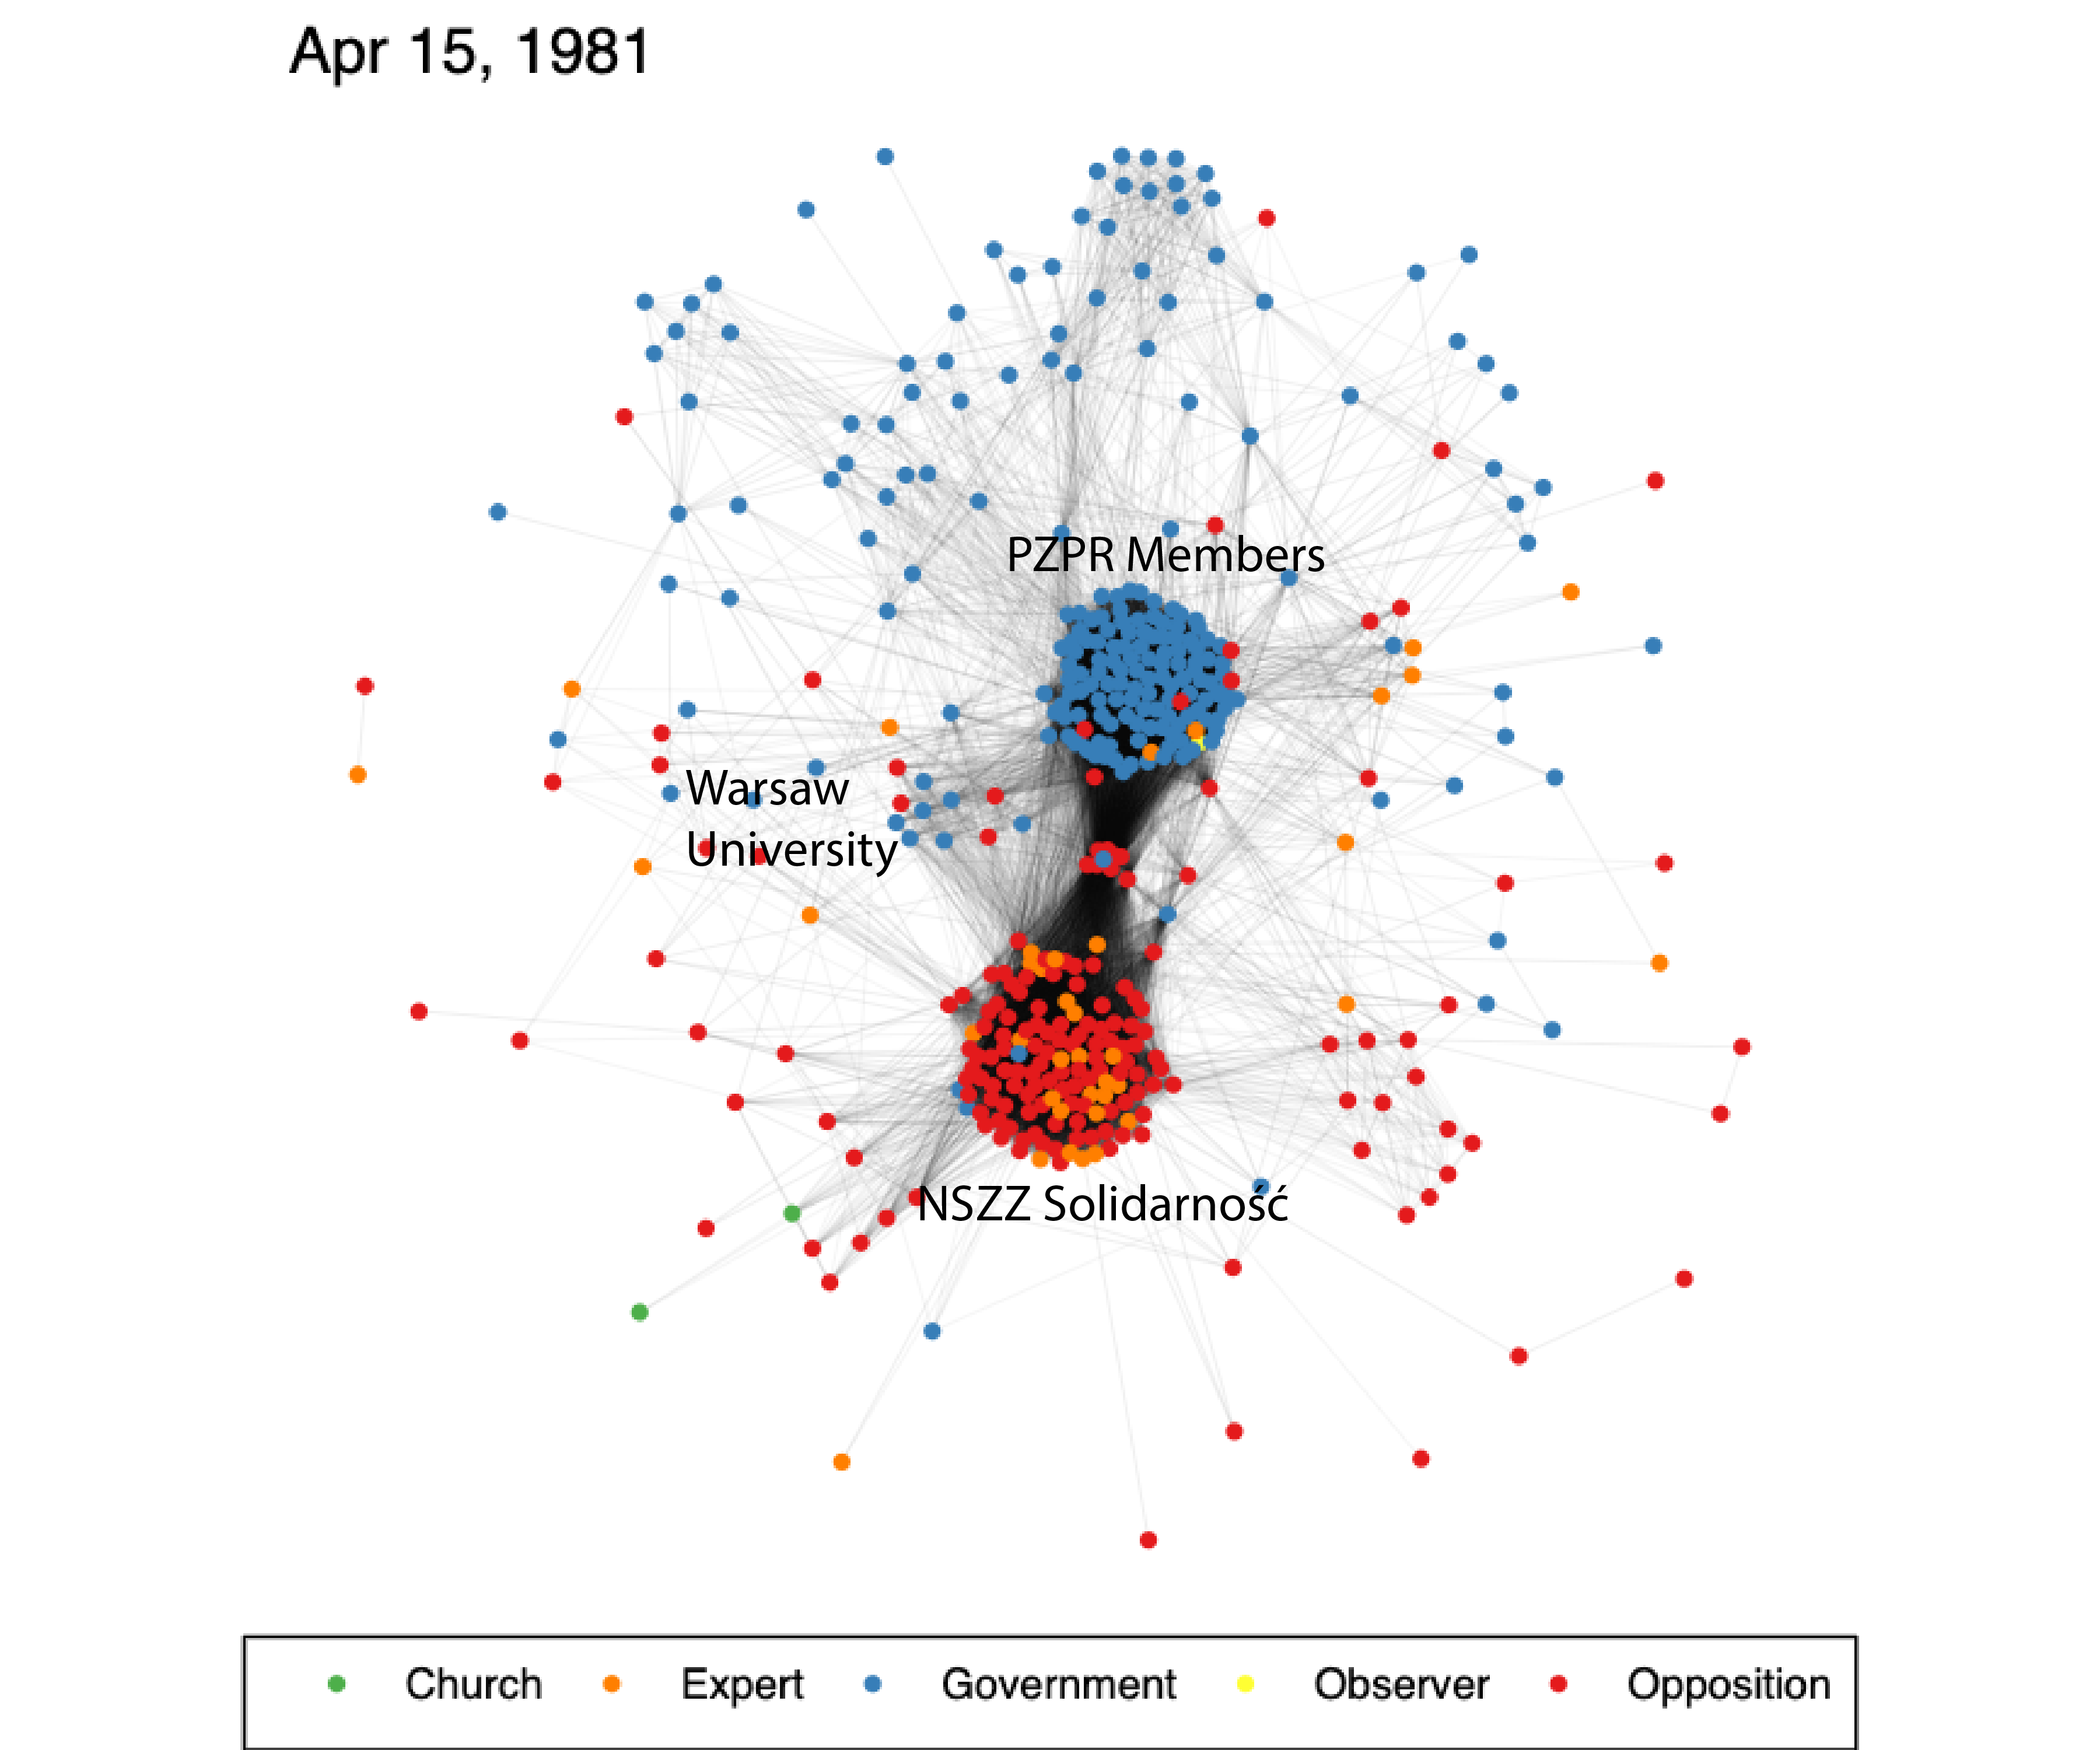 Apr 15, 1981
PZPR Members
Warsaw
University
NSZZ Solidarność
Church Expert Government Observer Opposition